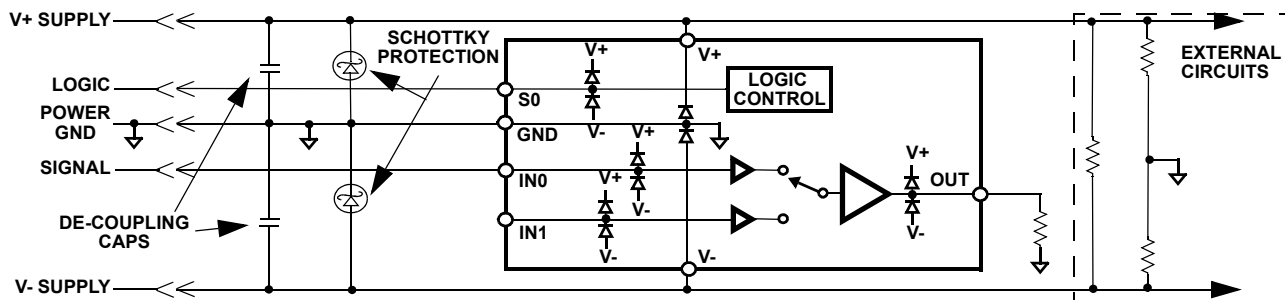 V+ SUPPLY
LOGIC
POWER
GND
SIGNAL
DE-COUPLING
CAPS
V- SUPPLY
SCHOTTKY
PROTECTION
S0
GND
IN0
IN1
V+
V-
V+
V-
V+
V-
V+
LOGIC
CONTROL
V-
V+
V-
OUT
EXTERNAL
CIRCUITS